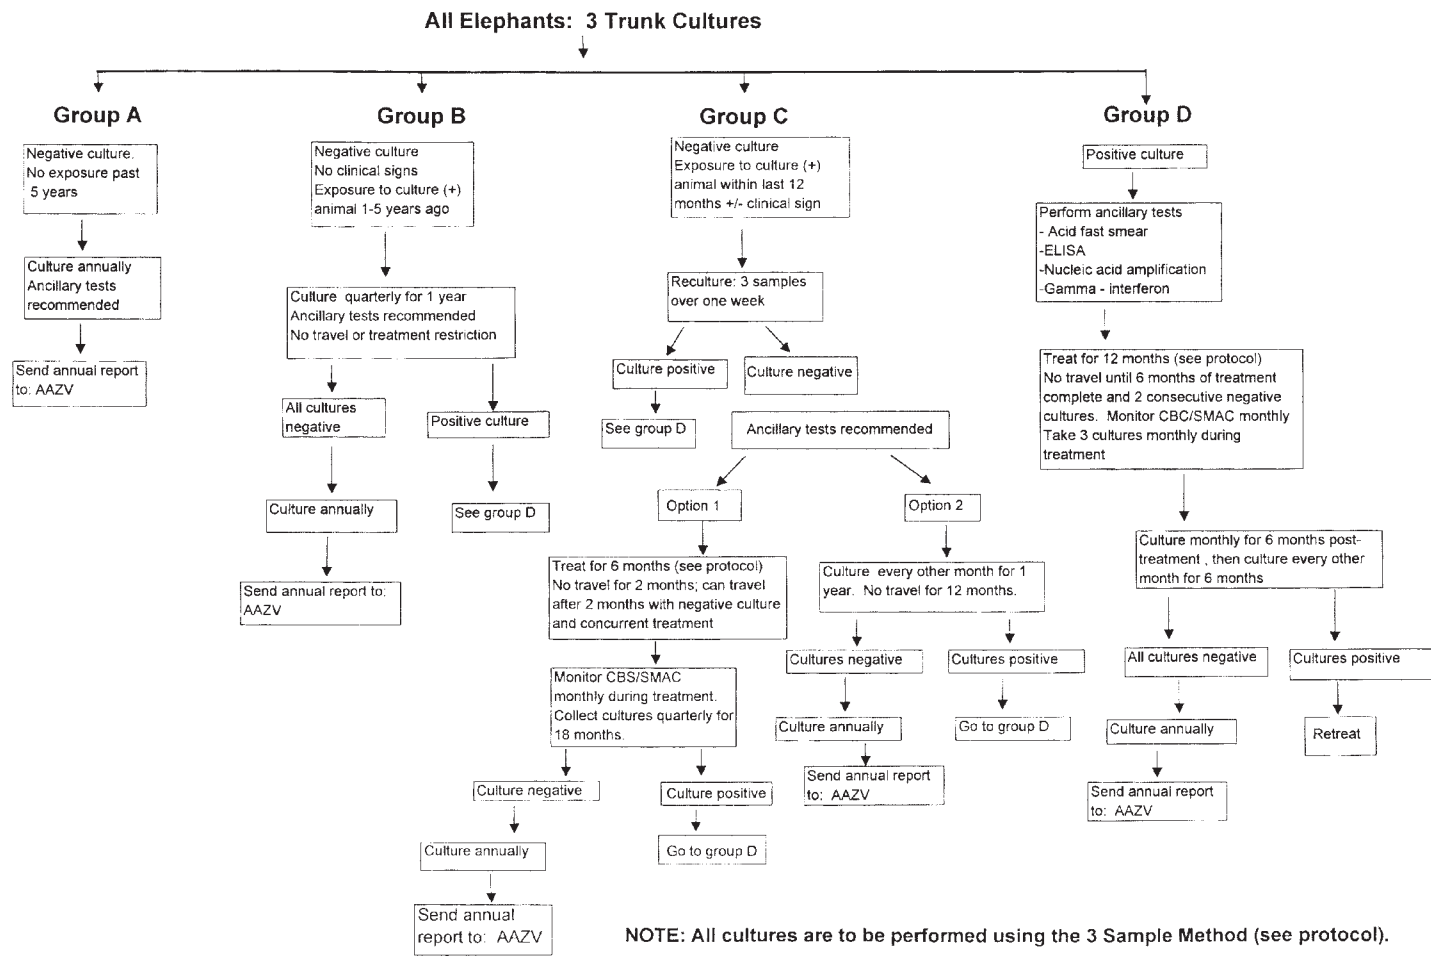 All Elephants: 3 Trunk Cultures
Group A
Negative culture.
No exposure past
5 years
Culture annually
Ancillary tests
recommended
Send annual report
to: AAZV
Group B
Negative culture
No clinical signs
Exposure to culture (+)
animal 1-5 years ago
Culture quarterly for 1 year
Ancillary tests recommended
No travel or treatment restriction
All cultures
negative
Culture annually
Send annual report to:
AAZV
Positive culture
See group D
Group C
Negative culture
Exposure to culture (+)
animal within last 12
months +/- clinical sign
Reculture: 3 samples
over one week
Culture positive
See group D
Culture negative
Ancillary tests recommended
Option 1
Treat for 6 months (see protocol)
No travel for 2 months; can travel
after 2 months with negative culture
and concurrent treatment
Monitor CBS/SMAC
monthly during treatment.
Collect cultures quarterly for
18 months.
Culture negative
Culture annually
Send annual
report to: AAZV
Culture positive
Go to group D
Option 2
Culture every other month for 1
year. No travel for 12 months.
Cultures negative
Culture annually
Send annual report
to: AAZV
Cultures positive
Go to group D
Group D
Positive culture
Perform ancillary tests
- Acid fast smear
-ELISA
-Nucleic acid amplification
-Gamma - interferon
Treat for 12 months (see protocol)
No travel until 6 months of treatment
complete and 2 consecutive negative
cultures. Monitor CBC/SMAC monthly
Take 3 cultures monthly during
treatment
Culture monthly for 6 months post-
treatment , then culture every other
month for 6 months
All cultures negative
Culture annually
Send annual report
to: AAZV
Cultures positive
Retreat
NOTE: All cultures are to be performed using the 3 Sample Method (see protocol).